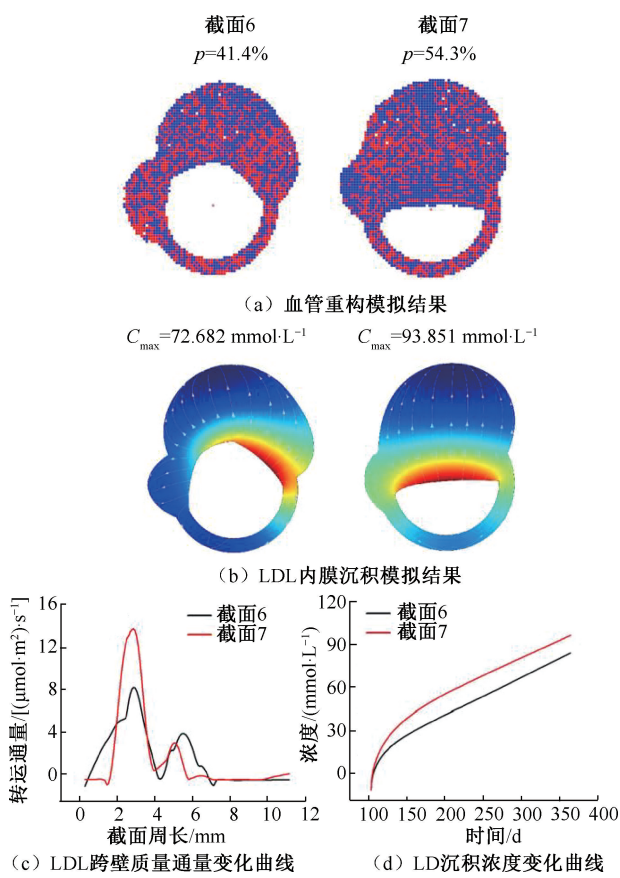 截面6 截面7
p=41.4% p=54.3%
（a）血管重构模拟结果
Cmax=72.682 mmol·L⁻¹ Cmax=93.851 mmol·L⁻¹
（b）LDL内膜沉积模拟结果
转运通量/[(μmol·m²)·s⁻¹]
16
12
8
4
0
截面6
截面7
0 2 4 6 8 10 12
截面周长/mm
（c）LDL跨壁质量通量变化曲线
浓度/(mmol·L⁻¹)
120
90
60
30
0
截面6
截面7
100 150 200 250 300 350 400
时间/d
（d）LD沉积浓度变化曲线